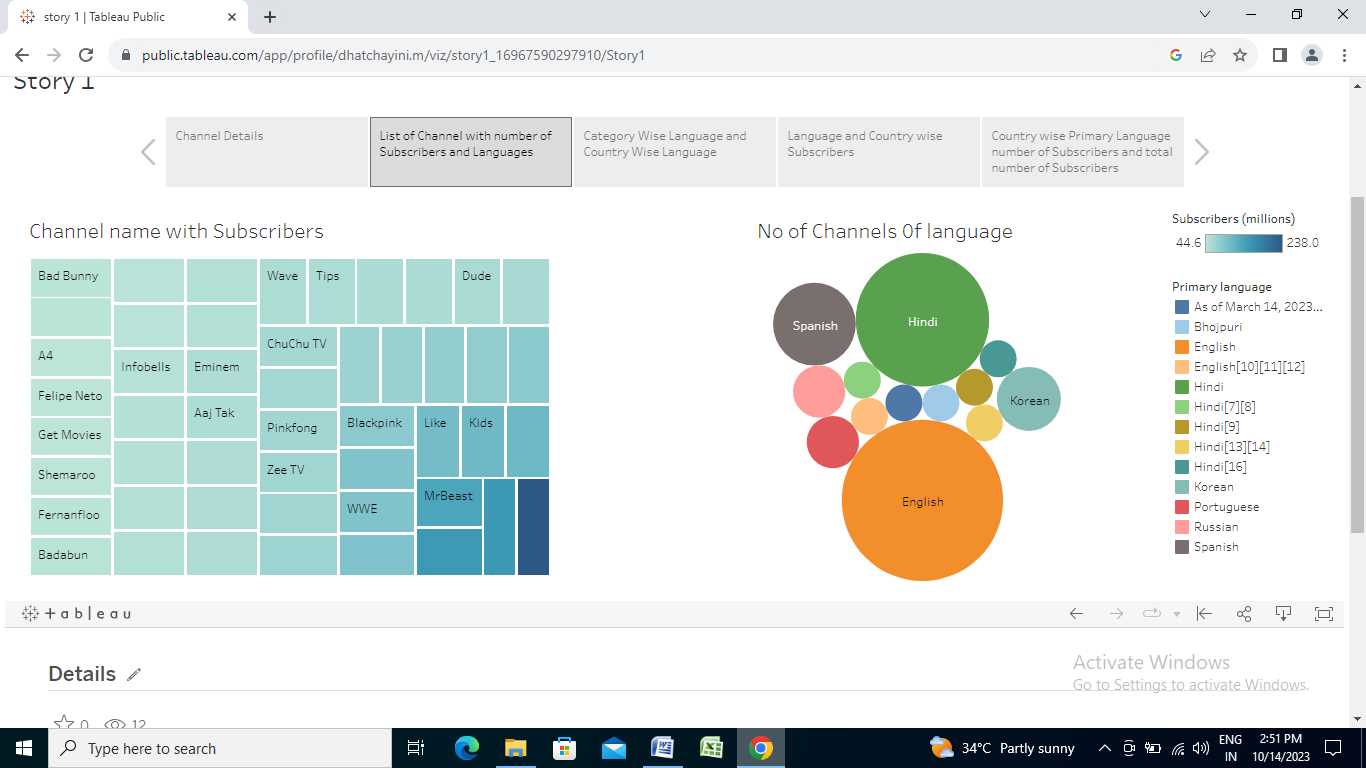 story 1 | Tableau Public
public.tableau.com/app/profile/dhatchayini.m/viz/story1_16967590297910/Story1
Story 1
Channel Details
List of Channel with number of
Subscribers and Languages
Category Wise Language and
Country Wise Language
Language and Country wise
Subscribers
Country wise Primary Language
number of Subscribers and total
number of Subscribers
Channel name with Subscribers
Bad Bunny
A4
Felipe Neto
Get Movies
Shemaroo
Fernanfloo
Badabun
Infobells
Eminem
Aaj Tak
Wave
Tips
Dude
ChuChu TV
Pinkfong
Zee TV
Blackpink
WWE
Like
Kids
MrBeast
No of Channels 0f language
Spanish
Hindi
Korean
English
Subscribers (millions)
44.6 238.0
Primary language
As of March 14, 2023...
Bhojpuri
English
English[10][11][12]
Hindi
Hindi[7][8]
Hindi[9]
Hindi[13][14]
Hindi[16]
Korean
Portuguese
Russian
Spanish
+ableau
Details
0 12
Activate Windows
Go to Settings to activate Windows.
Type here to search
34°C Partly sunny
ENG
IN
2:51 PM
10/14/2023